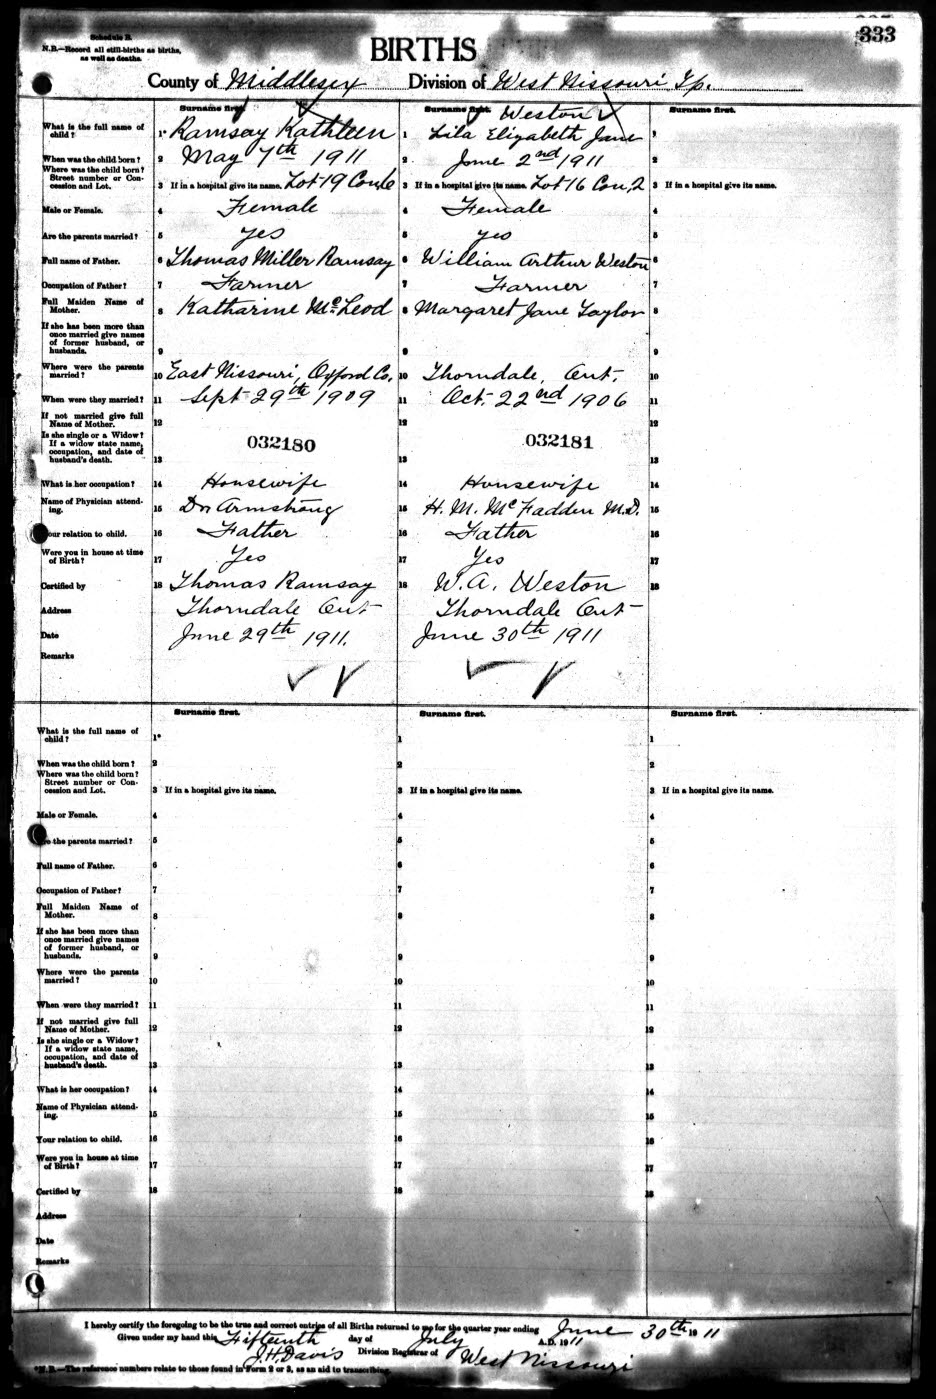 333
Schedule B.
N.B.—Record all still-births as births, as well as deaths.
BIRTHS
County of Middlesex Division of West Nissouri Tp.
Surname first.
What is the full name of child? 1* Ramsay Kathleen
When was the child born? 2 May 7th 1911
Where was the child born? Street number or Concession and Lot. 3 If in a hospital give its name. Lot 19 Con 6
Male or Female. 4 Female
Are the parents married? 5 yes
Full name of Father. 6 Thomas Miller Ramsay
Occupation of Father? 7 Farmer
Full Maiden Name of Mother. 8 Katharine McLeod
If she has been more than once married give names of former husband, or husbands. 9
Where were the parents married? 10 East Nissouri, Oxford Co.
When were they married? 11 Sept 29th 1909
If not married give full Name of Mother. 12
Is she single or a Widow? If a widow state name, occupation, and date of husband's death. 13
032180
What is her occupation? 14 Housewife
Name of Physician attending. 15 Dr Armstrong
Your relation to child. 16 Father
Were you in house at time of Birth? 17 Yes
Certified by 18 Thomas Ramsay
Address Thorndale Ont
Date June 29th 1911.
Remarks
Surname first.
1 Weston
Lila Elizabeth Jane
2 June 2nd 1911
3 If in a hospital give its name. Lot 16 Con, 2
4 Female
5 yes
6 William Arthur Weston
7 Farmer
8 Margaret Jane Taylor
9
10 Thorndale, Ont.
11 Oct. 22nd 1906
12
032181
13
14 Housewife
15 H. M. McFadden M.D.
16 Father
17 Yes
18 W. A. Weston
Thorndale Ont
June 30th 1911
Surname first.
1
2
3 If in a hospital give its name.
4
5
6
7
8
9
10
11
12
13
14
15
16
17
18
Surname first.
What is the full name of child? 1*
When was the child born? 2
Where was the child born? Street number or Concession and Lot. 3 If in a hospital give its name.
Male or Female. 4
Are the parents married? 5
Full name of Father. 6
Occupation of Father? 7
Full Maiden Name of Mother. 8
If she has been more than once married give names of former husband, or husbands. 9
Where were the parents married? 10
When were they married? 11
If not married give full Name of Mother. 12
Is she single or a Widow? If a widow state name, occupation, and date of husband's death. 13
What is her occupation? 14
Name of Physician attending. 15
Your relation to child. 16
Were you in house at time of Birth? 17
Certified by 18
Address
Date
Remarks
Surname first.
1
2
3 If in a hospital give its name.
4
5
6
7
8
9
10
11
12
13
14
15
16
17
18
Surname first.
1
2
3 If in a hospital give its name.
4
5
6
7
8
9
10
11
12
13
14
15
16
17
18
I hereby certify the foregoing to be the true and correct entries of all Births returned to me for the quarter year ending June 30th 1911
Given under my hand this Fifteenth day of July A.D. 1911
J. H. Davis Division Registrar of West Nissouri
*N.B.—The reference numbers relate to those found in Form 2 or 3, as an aid to transcribing.